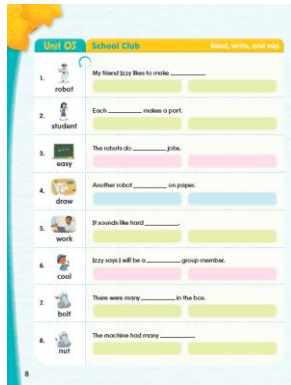 Unit 03 School Club Read, write, and say.
1. My friend Izzy likes to make ________.
robot
2. Each ________ makes a part.
student
3. The robots do ________ jobs.
easy
4. Another robot ________ on paper.
draw
5. It sounds like hard ________.
work
6. Izzy says I will be a ________ group member.
cool
7. There were many ________ in the box.
bolt
8. The machine had many ________.
nut
8